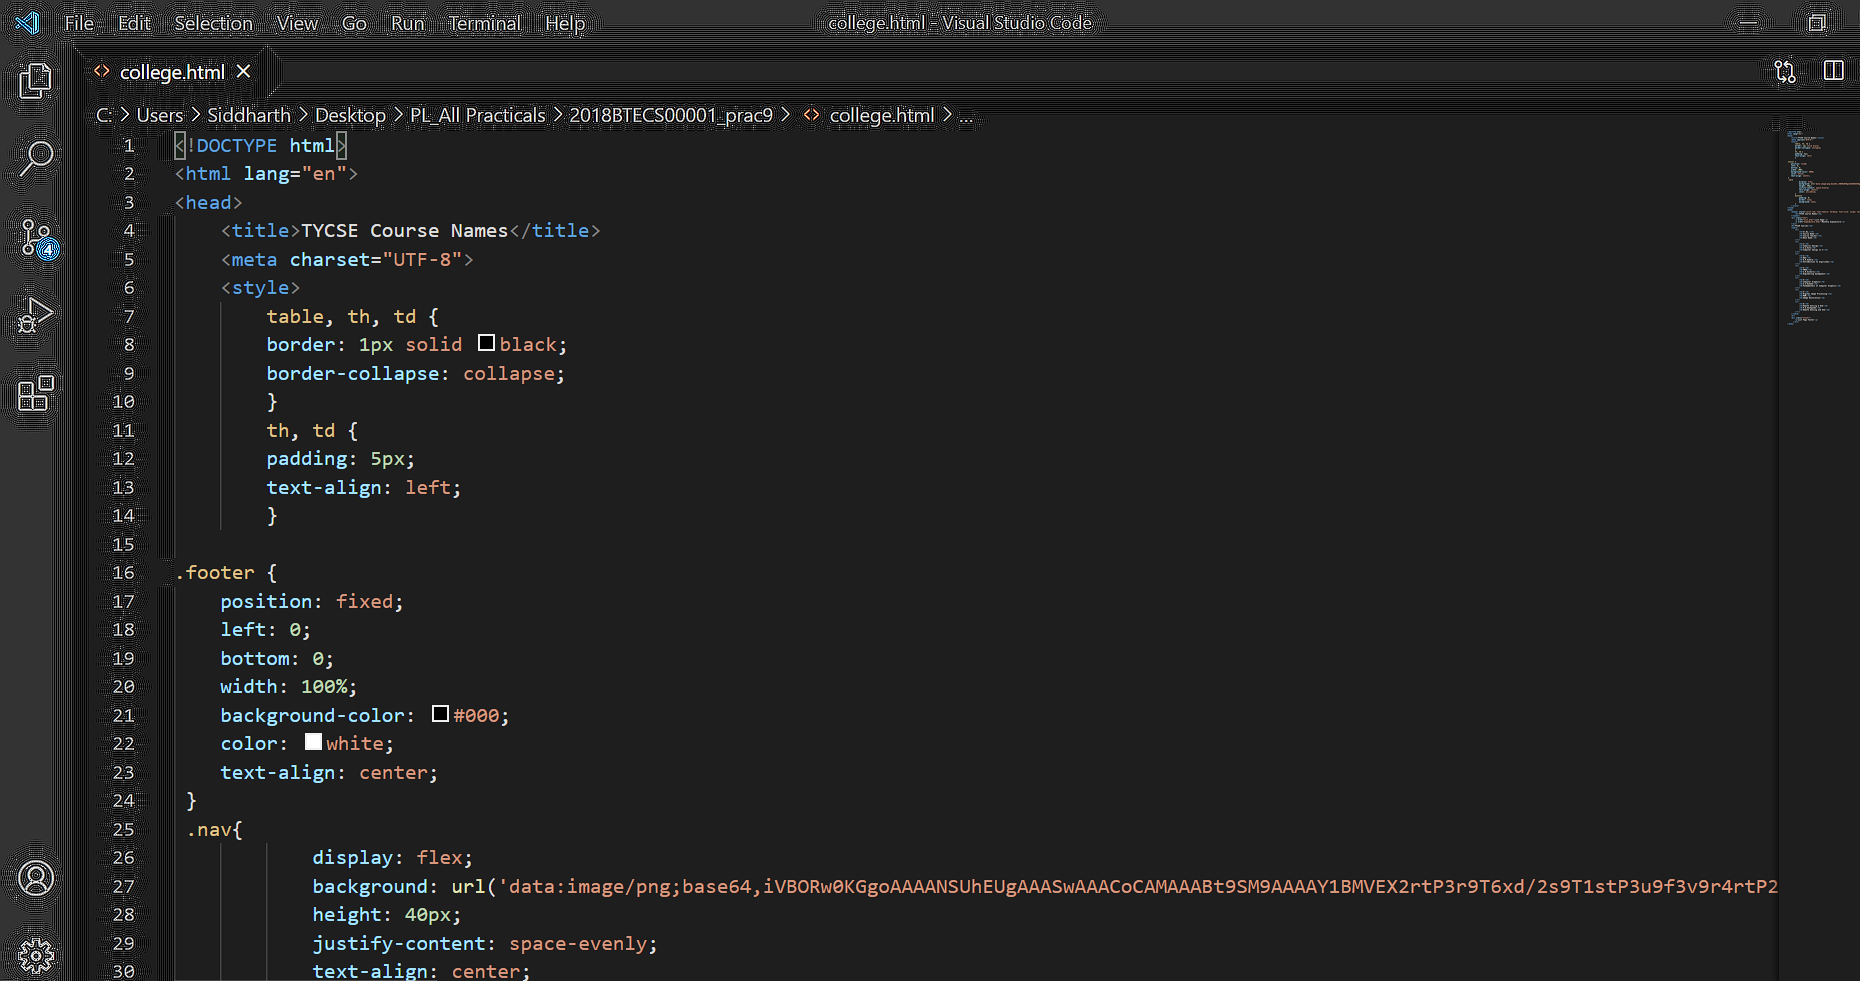 File Edit Selection View Go Run Terminal Help college.html - Visual Studio Code
college.html
C: > Users > Siddharth > Desktop > PL_All Practicals > 2018BTECS00001_prac9 > college.html > ...
1 <!DOCTYPE html>
2 <html lang="en">
3 <head>
4 <title>TYCSE Course Names</title>
5 <meta charset="UTF-8">
6 <style>
7 table, th, td {
8 border: 1px solid black;
9 border-collapse: collapse;
10 }
11 th, td {
12 padding: 5px;
13 text-align: left;
14 }
15
16 .footer {
17 position: fixed;
18 left: 0;
19 bottom: 0;
20 width: 100%;
21 background-color: #000;
22 color: white;
23 text-align: center;
24 }
25 .nav{
26 display: flex;
27 background: url('data:image/png;base64,iVBORw0KGgoAAAANSUhEUgAAASwAAACoCAMAAABt9SM9AAAAY1BMVEX2rtP3r9T6xd/2s9T1stP3u9f3v9r4rtP2
28 height: 40px;
29 justify-content: space-evenly;
30 text-align: center;
4